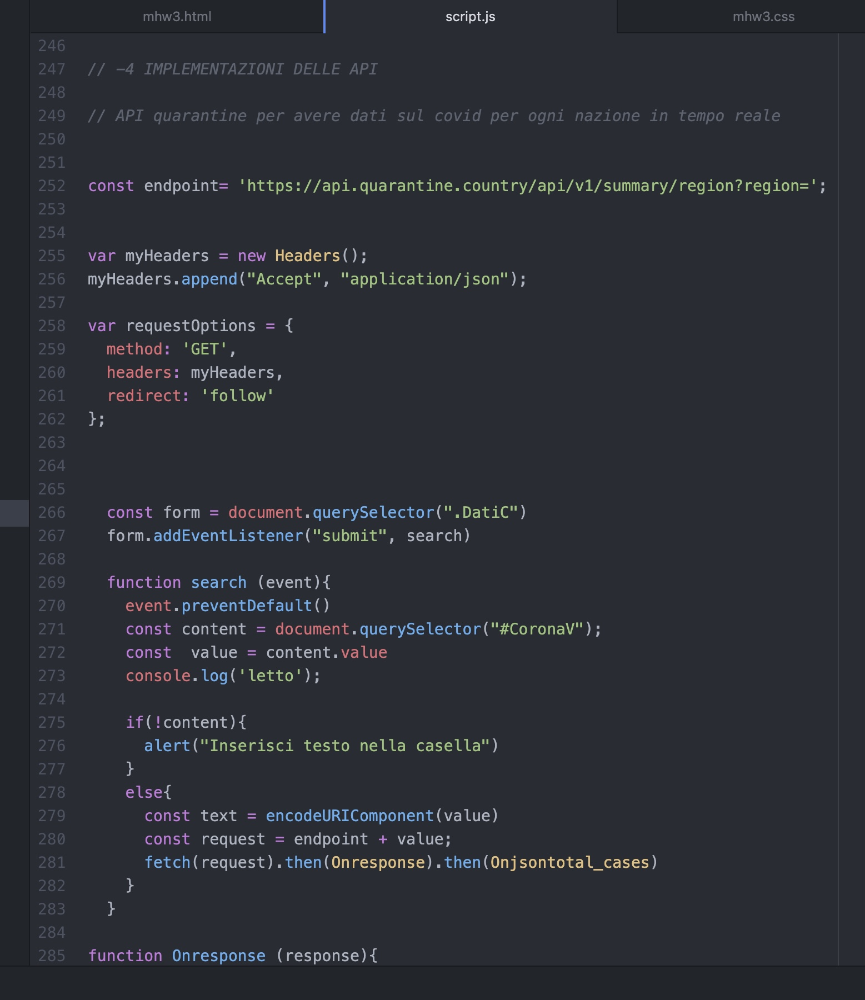 mhw3.html script.js mhw3.css
246
247 // -4 IMPLEMENTAZIONI DELLE API
248
249 // API quarantine per avere dati sul covid per ogni nazione in tempo reale
250
251
252 const endpoint= 'https://api.quarantine.country/api/v1/summary/region?region=';
253
254
255 var myHeaders = new Headers();
256 myHeaders.append("Accept", "application/json");
257
258 var requestOptions = {
259   method: 'GET',
260   headers: myHeaders,
261   redirect: 'follow'
262 };
263
264
265
266   const form = document.querySelector(".DatiC")
267   form.addEventListener("submit", search)
268
269   function search (event){
270     event.preventDefault()
271     const content = document.querySelector("#CoronaV");
272     const  value = content.value
273     console.log('letto');
274
275     if(!content){
276       alert("Inserisci testo nella casella")
277     }
278     else{
279       const text = encodeURIComponent(value)
280       const request = endpoint + value;
281       fetch(request).then(Onresponse).then(Onjsontotal_cases)
282     }
283   }
284
285 function Onresponse (response){